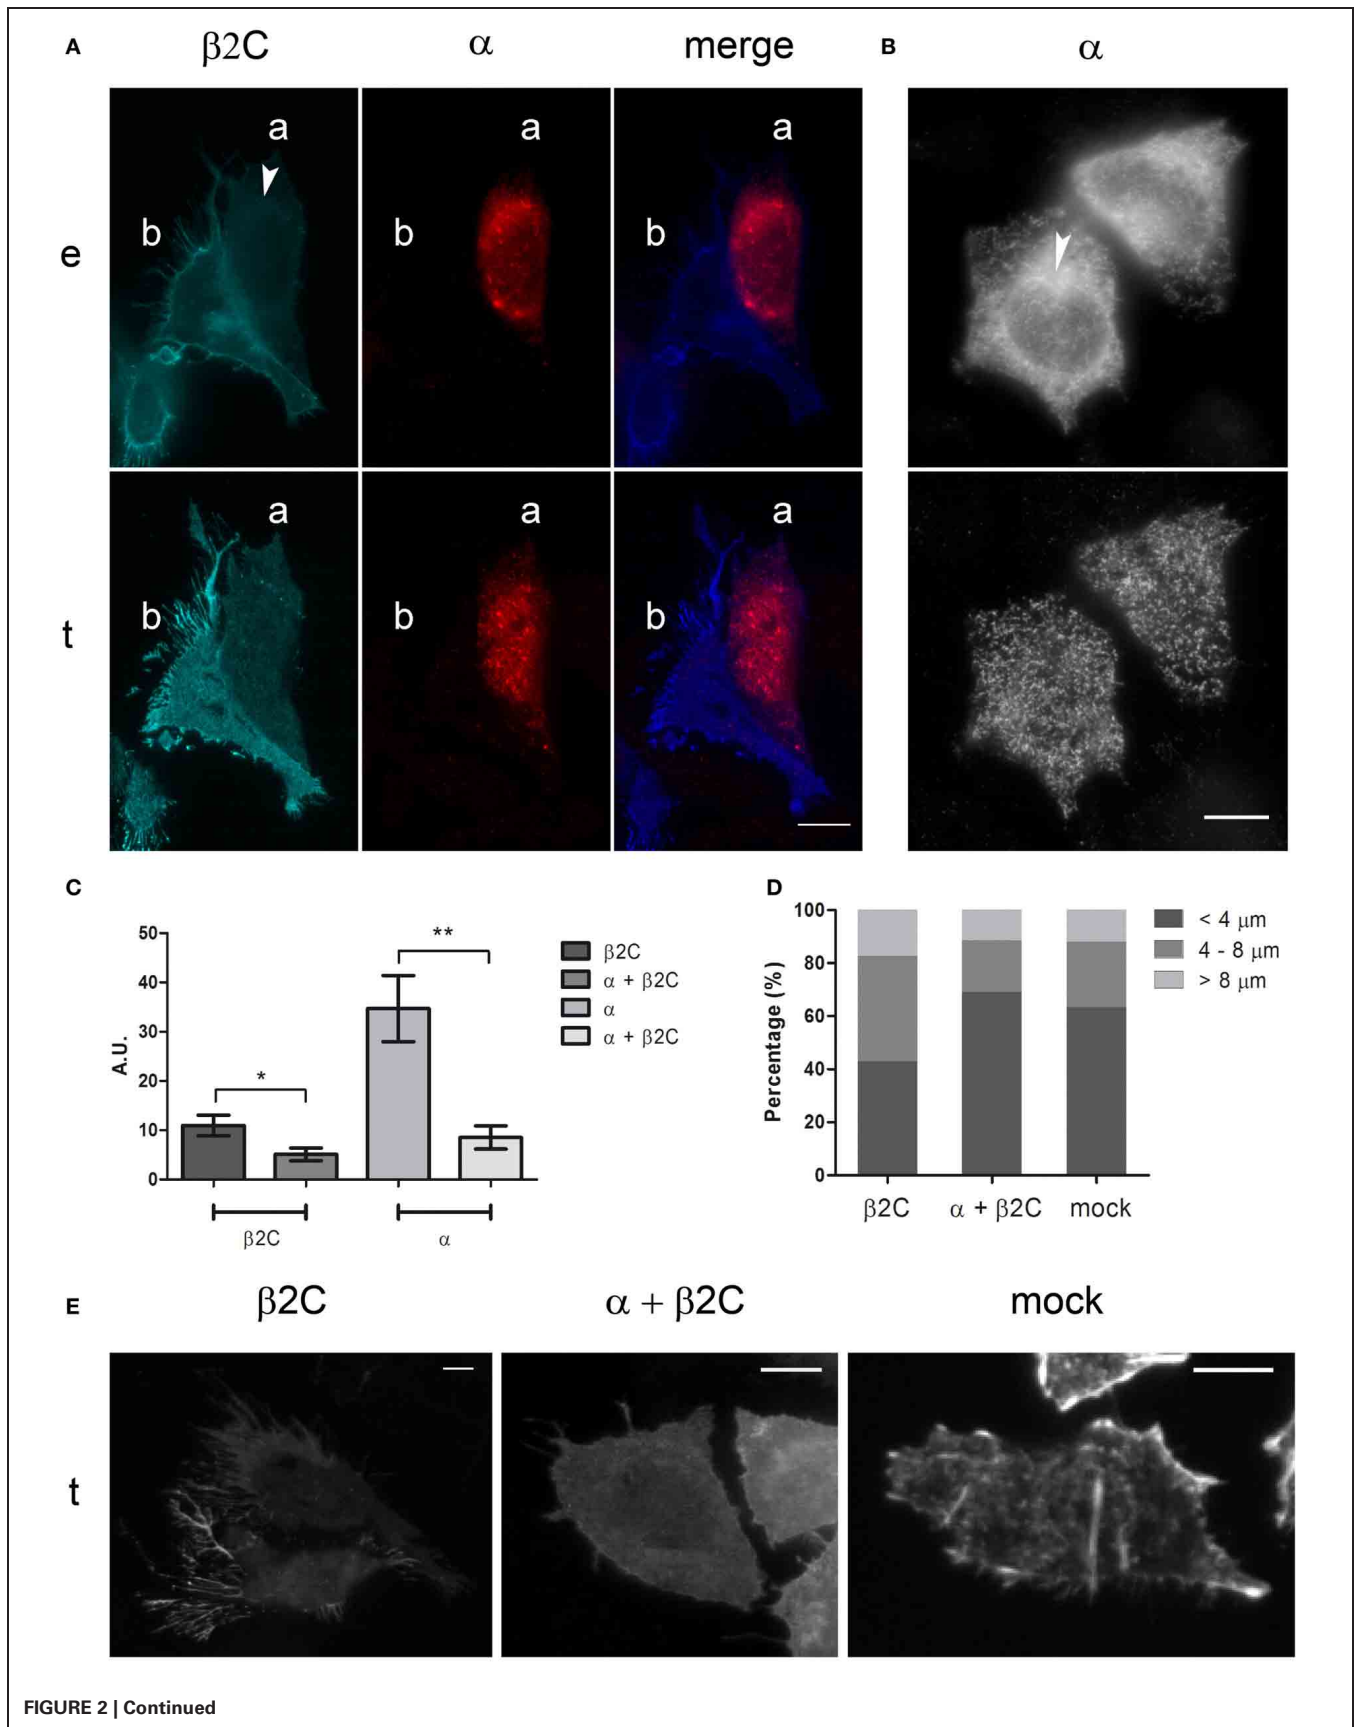 A β2C α merge B α
e a b a b a b
t a b a b a b
C
50
40
30
20
10
0
A.U.
*
**
β2C
α + β2C
α
α + β2C
β2C α
D
100
80
60
40
20
0
Percentage (%)
< 4 μm
4 - 8 μm
> 8 μm
β2C α + β2C mock
E β2C α + β2C mock
t
FIGURE 2 | Continued